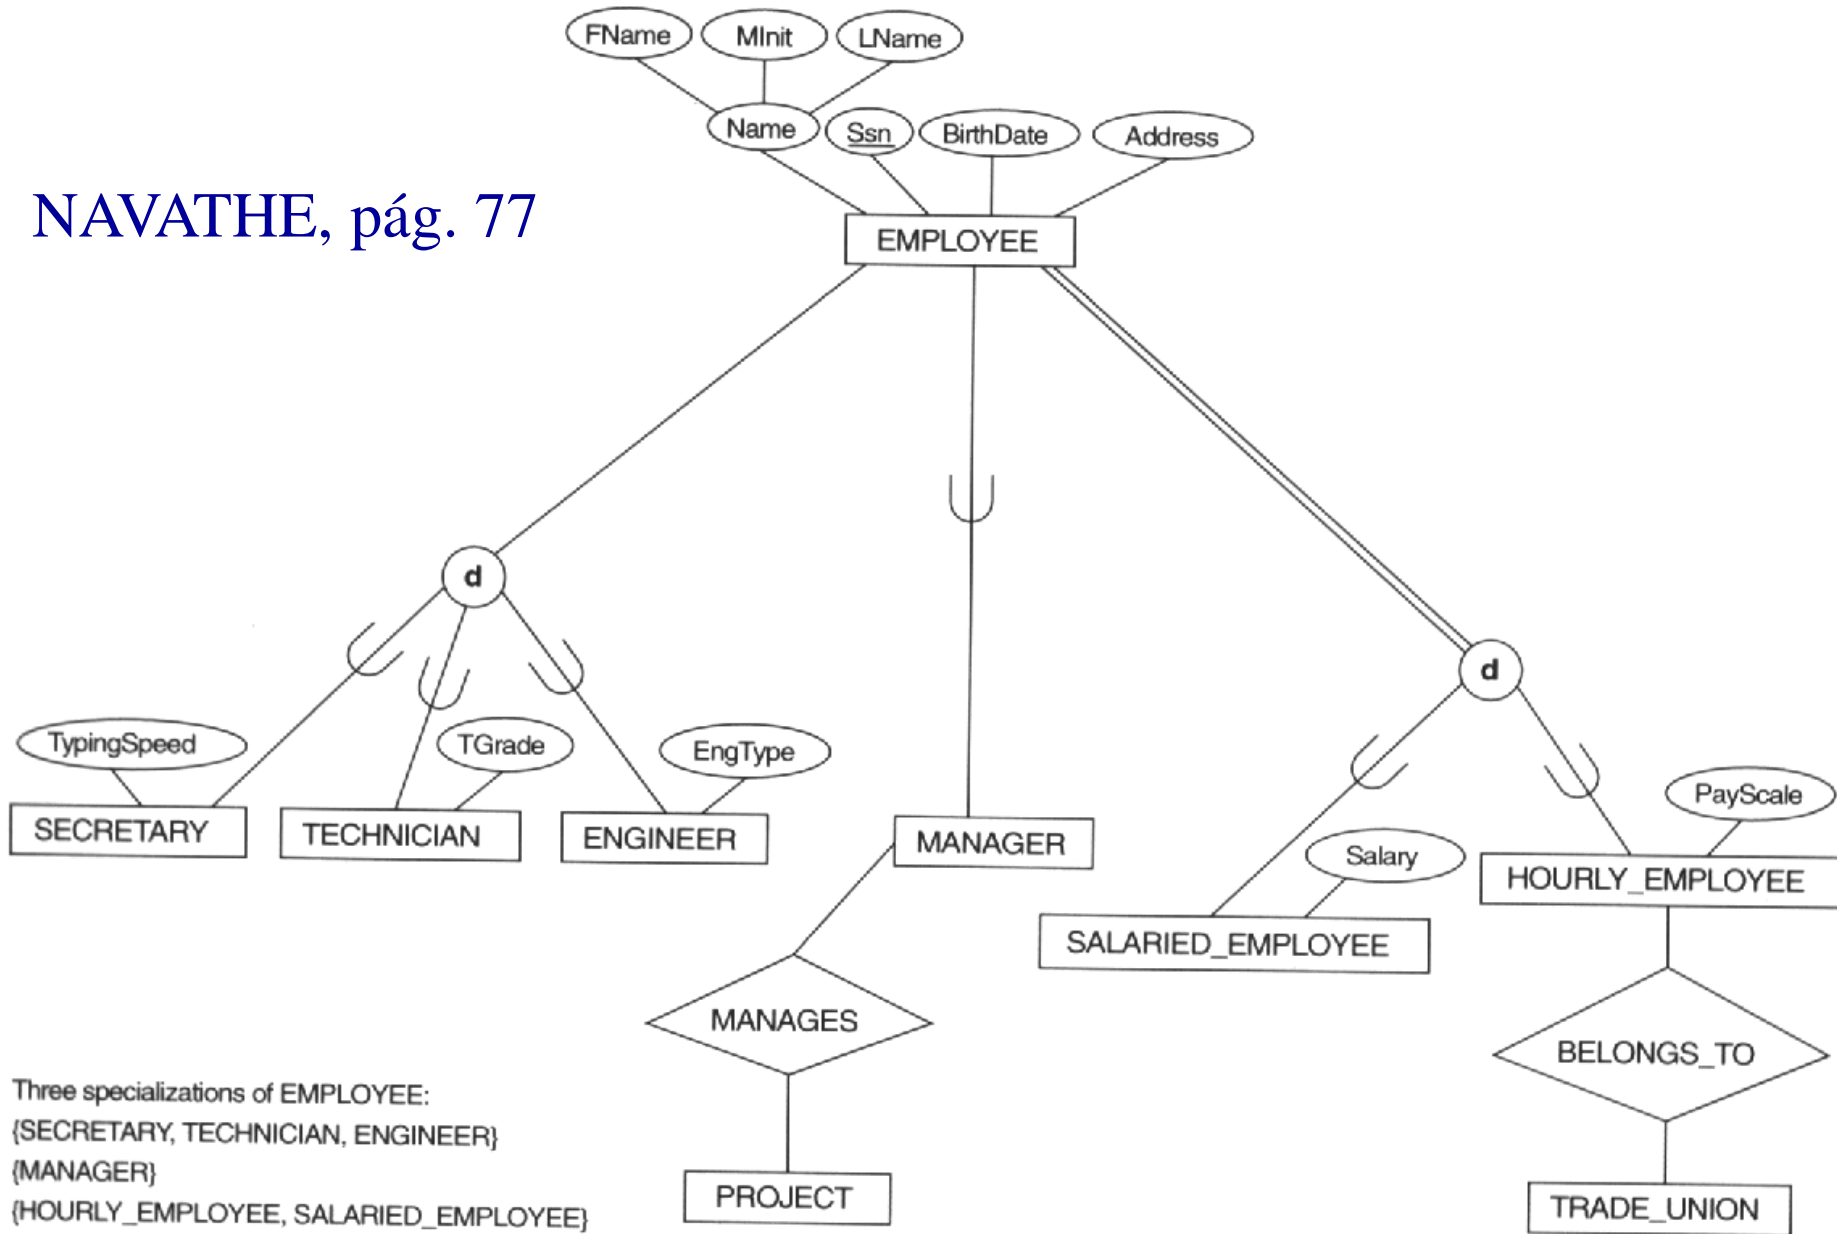 FName
MInit
LName
Name
Ssn
BirthDate
Address
NAVATHE, pág. 77
EMPLOYEE
d
d
TypingSpeed
TGrade
EngType
PayScale
SECRETARY
TECHNICIAN
ENGINEER
MANAGER
Salary
HOURLY_EMPLOYEE
SALARIED_EMPLOYEE
MANAGES
BELONGS_TO
Three specializations of EMPLOYEE:
{SECRETARY, TECHNICIAN, ENGINEER}
{MANAGER}
{HOURLY_EMPLOYEE, SALARIED_EMPLOYEE}
PROJECT
TRADE_UNION